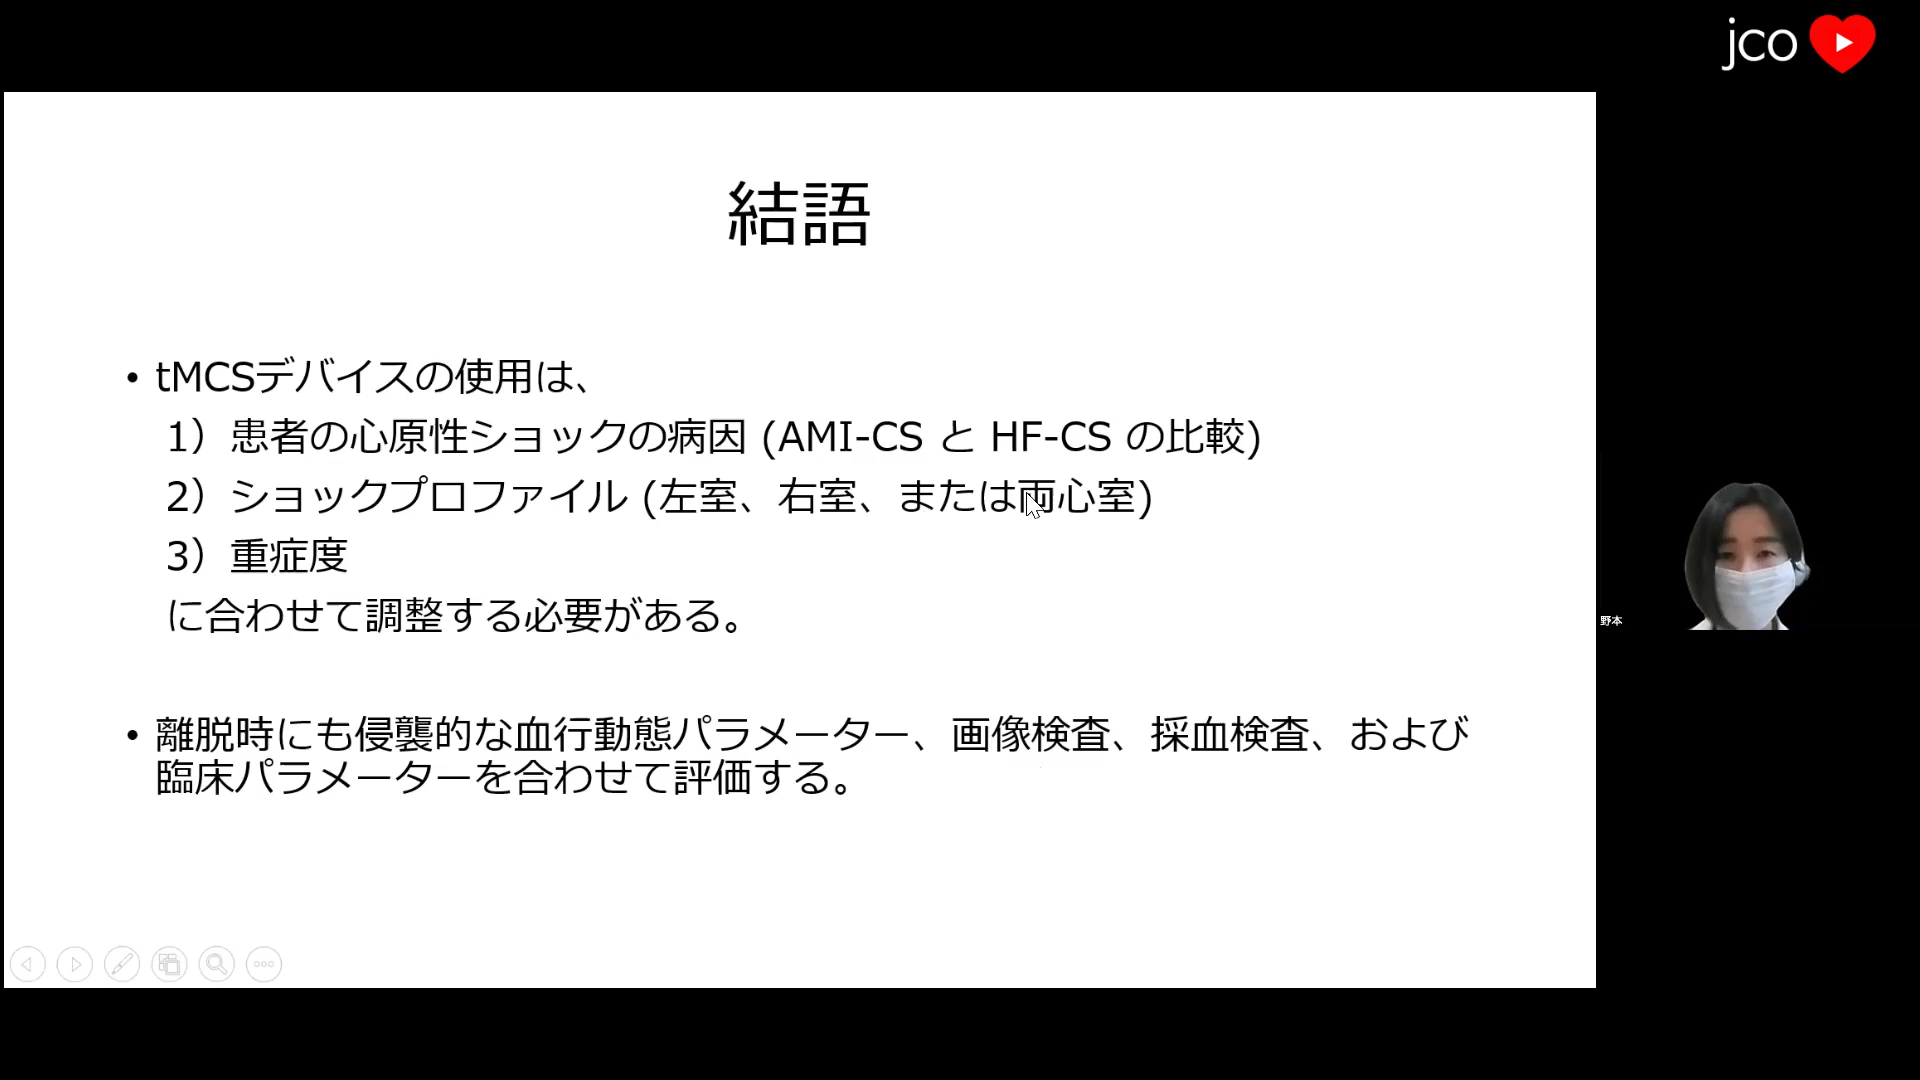 jco
結語
• tMCSデバイスの使用は、
1）患者の心原性ショックの病因 (AMI-CS と HF-CS の比較)
2）ショックプロファイル (左室、右室、または両心室)
3）重症度
に合わせて調整する必要がある。
• 離脱時にも侵襲的な血行動態パラメーター、画像検査、採血検査、および
臨床パラメーターを合わせて評価する。
野本